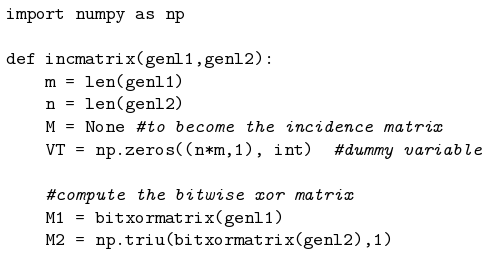 import numpy as np

def incmatrix(genl1,genl2):
    m = len(genl1)
    n = len(genl2)
    M = None #to become the incidence matrix
    VT = np.zeros((n*m,1), int)  #dummy variable

    #compute the bitwise xor matrix
    M1 = bitxormatrix(genl1)
    M2 = np.triu(bitxormatrix(genl2),1)